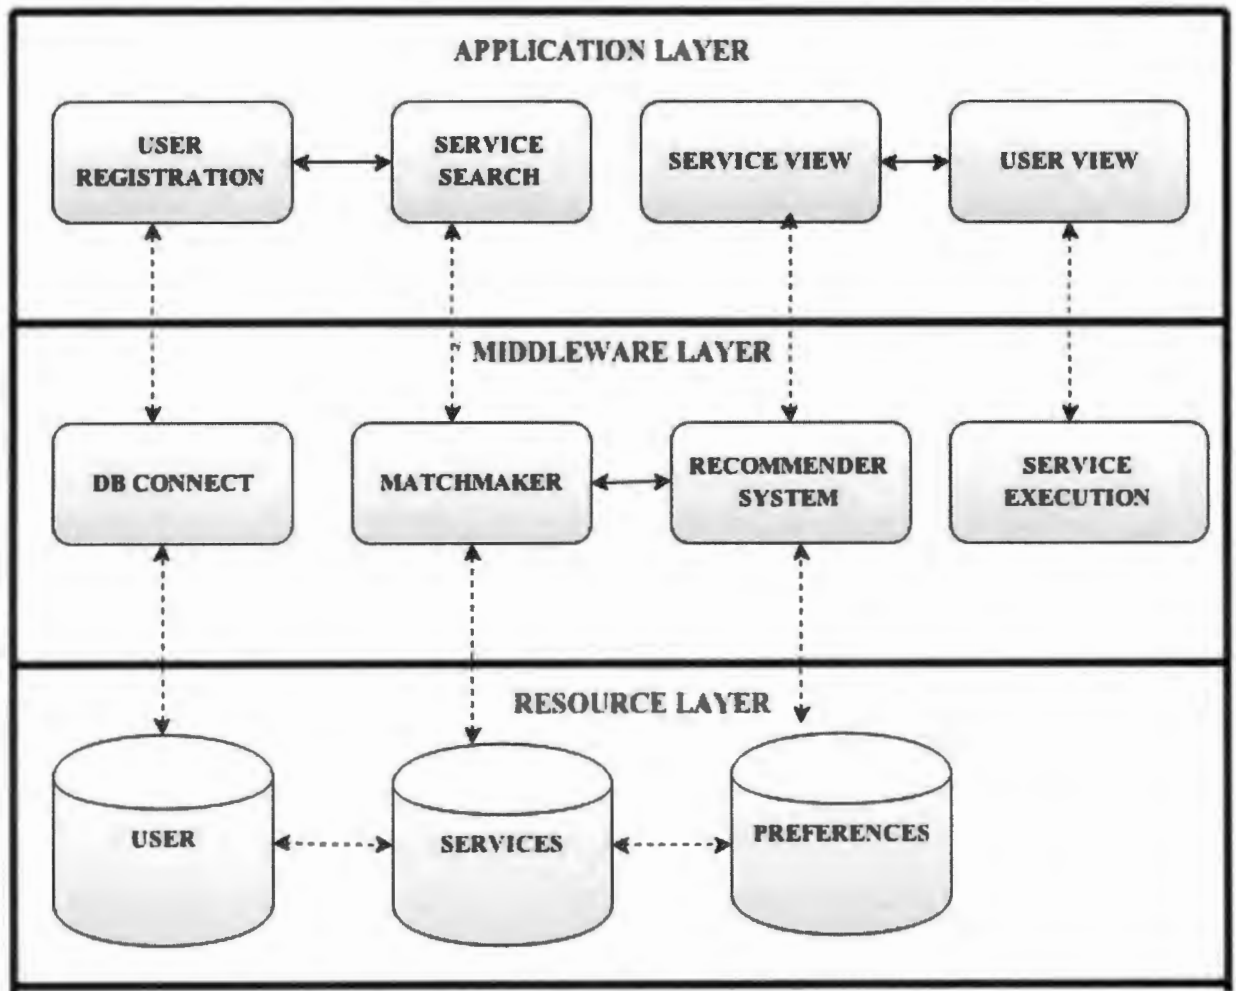 APPLICATION LAYER
USER
REGISTRATION
SERVICE
SEARCH
SERVICE VIEW
USER VIEW
MIDDLEWARE LAYER
DB CONNECT
MATCHMAKER
RECOMMENDER
SYSTEM
SERVICE
EXECUTION
RESOURCE LAYER
USER
SERVICES
PREFERENCES